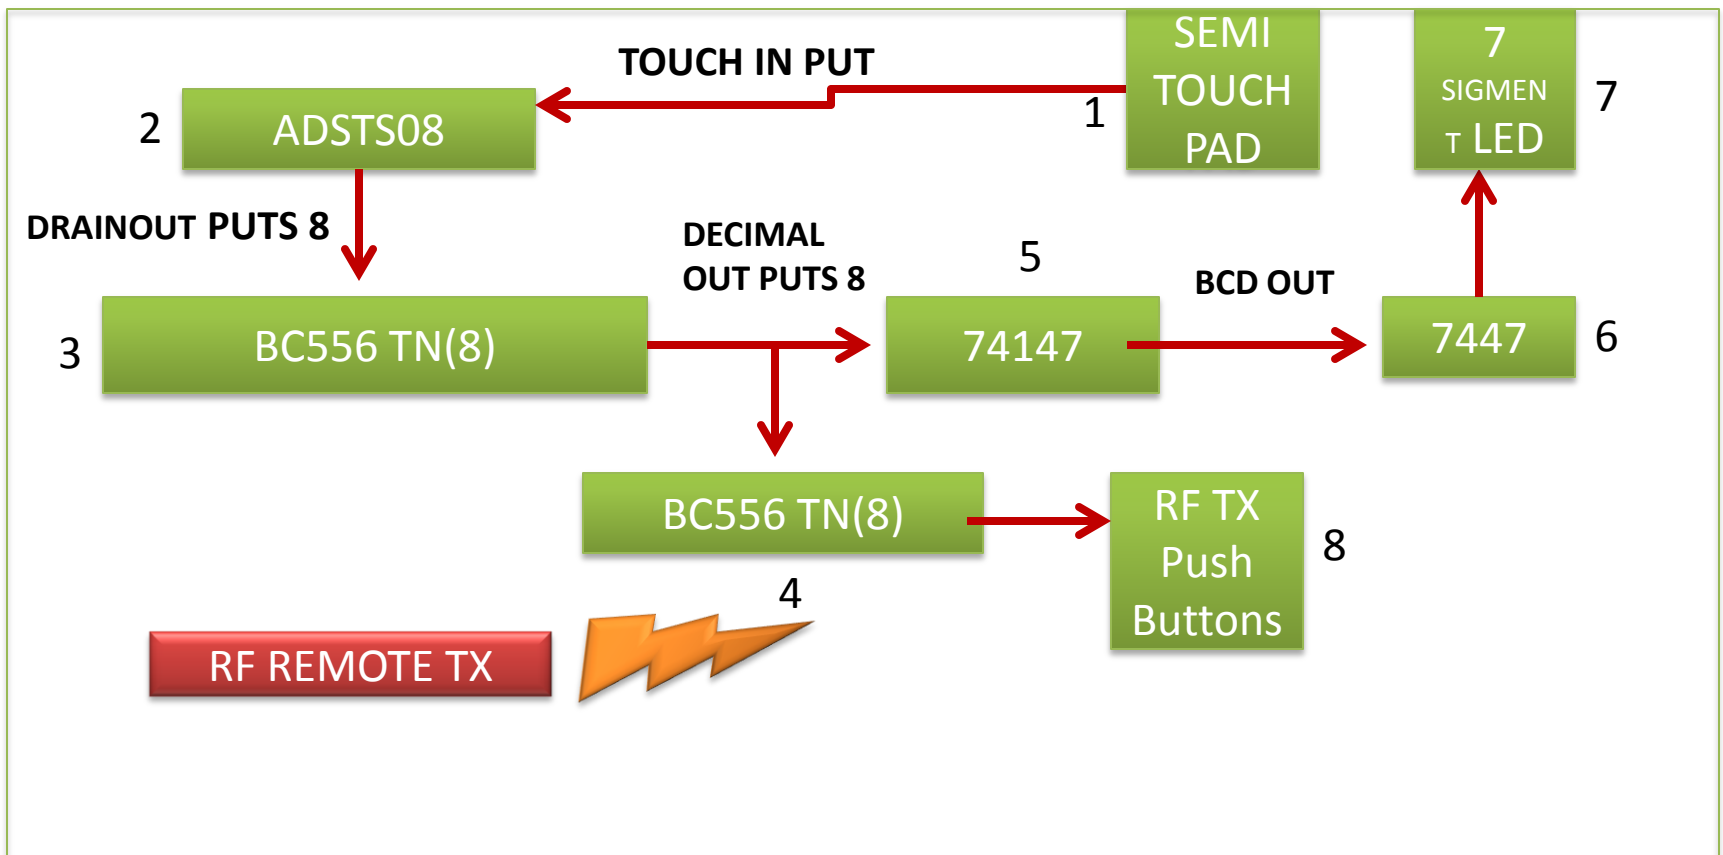 SEMI
TOUCH
PAD
1
TOUCH IN PUT
7
SIGMEN
T LED
7
2
ADSTS08
DRAINOUT PUTS 8
DECIMAL
OUT PUTS 8
5
BCD OUT
3
BC556 TN(8)
74147
7447
6
BC556 TN(8)
4
RF TX
Push
Buttons
8
RF REMOTE TX